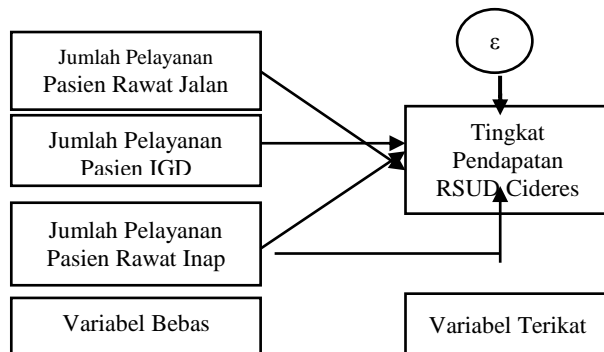 Jumlah Pelayanan
Pasien Rawat Jalan
Jumlah Pelayanan
Pasien IGD
Jumlah Pelayanan
Pasien Rawat Inap
Variabel Bebas
ε
Tingkat
Pendapatan
RSUD Cideres
Variabel Terikat